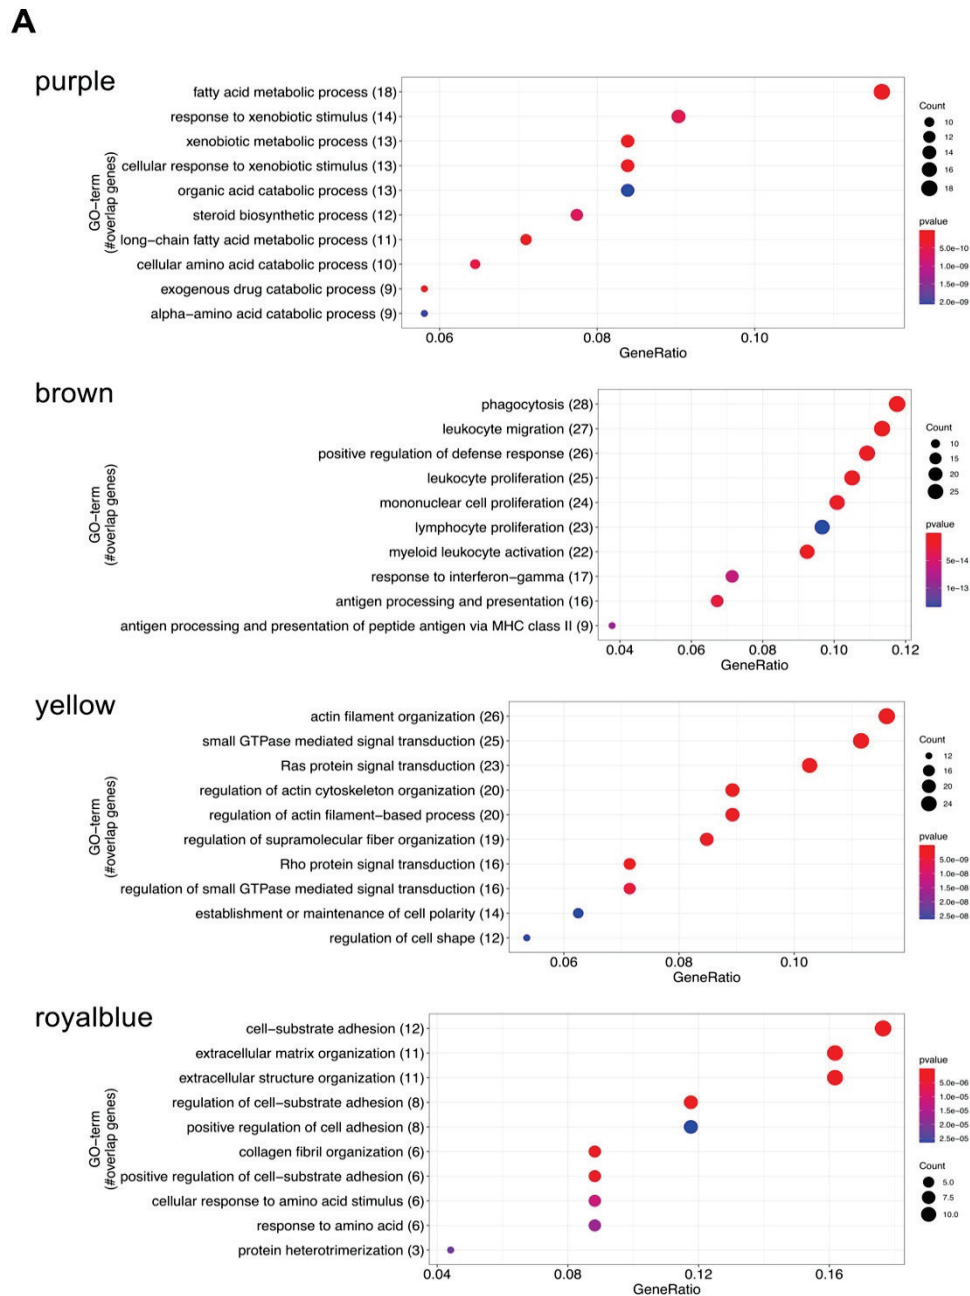 A
purple
GO−term
(#overlap genes)
fatty acid metabolic process (18)
response to xenobiotic stimulus (14)
xenobiotic metabolic process (13)
cellular response to xenobiotic stimulus (13)
organic acid catabolic process (13)
steroid biosynthetic process (12)
long−chain fatty acid metabolic process (11)
cellular amino acid catabolic process (10)
exogenous drug catabolic process (9)
alpha−amino acid catabolic process (9)
0.06 0.08 0.10
GeneRatio
Count
10
12
14
16
18
pvalue
5.0e−10
1.0e−09
1.5e−09
2.0e−09
brown
GO−term
(#overlap genes)
phagocytosis (28)
leukocyte migration (27)
positive regulation of defense response (26)
leukocyte proliferation (25)
mononuclear cell proliferation (24)
lymphocyte proliferation (23)
myeloid leukocyte activation (22)
response to interferon−gamma (17)
antigen processing and presentation (16)
antigen processing and presentation of peptide antigen via MHC class II (9)
0.04 0.06 0.08 0.10 0.12
GeneRatio
Count
10
15
20
25
pvalue
5e−14
1e−13
yellow
GO−term
(#overlap genes)
actin filament organization (26)
small GTPase mediated signal transduction (25)
Ras protein signal transduction (23)
regulation of actin cytoskeleton organization (20)
regulation of actin filament−based process (20)
regulation of supramolecular fiber organization (19)
Rho protein signal transduction (16)
regulation of small GTPase mediated signal transduction (16)
establishment or maintenance of cell polarity (14)
regulation of cell shape (12)
0.06 0.08 0.10
GeneRatio
Count
12
16
20
24
pvalue
5.0e−09
1.0e−08
1.5e−08
2.0e−08
2.5e−08
royalblue
GO−term
(#overlap genes)
cell−substrate adhesion (12)
extracellular matrix organization (11)
extracellular structure organization (11)
regulation of cell−substrate adhesion (8)
positive regulation of cell adhesion (8)
collagen fibril organization (6)
positive regulation of cell−substrate adhesion (6)
cellular response to amino acid stimulus (6)
response to amino acid (6)
protein heterotrimerization (3)
0.04 0.08 0.12 0.16
GeneRatio
pvalue
5.0e−06
1.0e−05
1.5e−05
2.0e−05
2.5e−05
Count
5.0
7.5
10.0